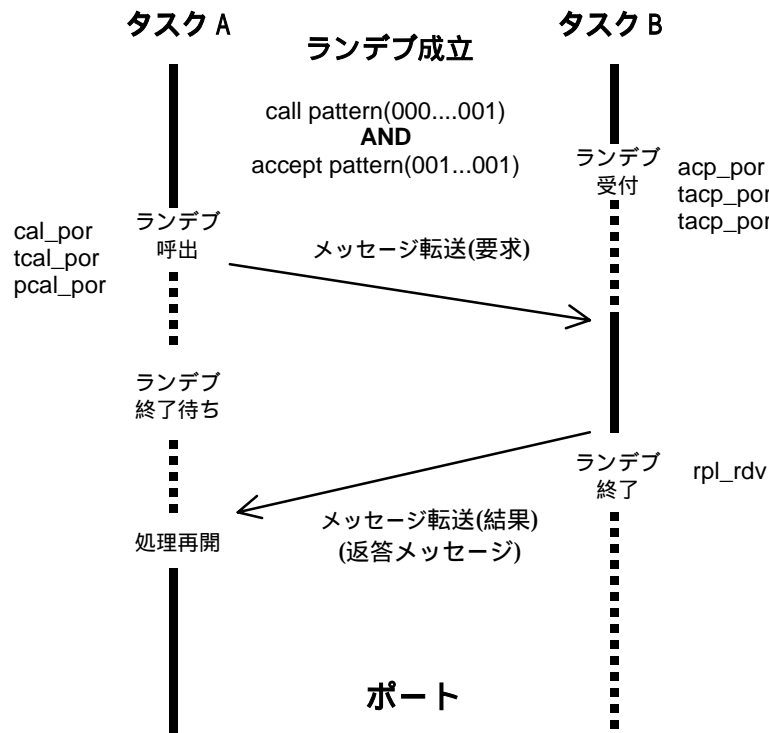 タスク A
ランデブ成立
タスク B
call pattern(000....001)
AND
accept pattern(001...001)
ランデブ
受付
acp_por
tacp_por
tacp_por
cal_por
tcal_por
pcal_por
ランデブ
呼出
メッセージ転送(要求)
ランデブ
終了待ち
ランデブ
終了
rpl_rdv
メッセージ転送(結果)
(返答メッセージ)
処理再開
ポート